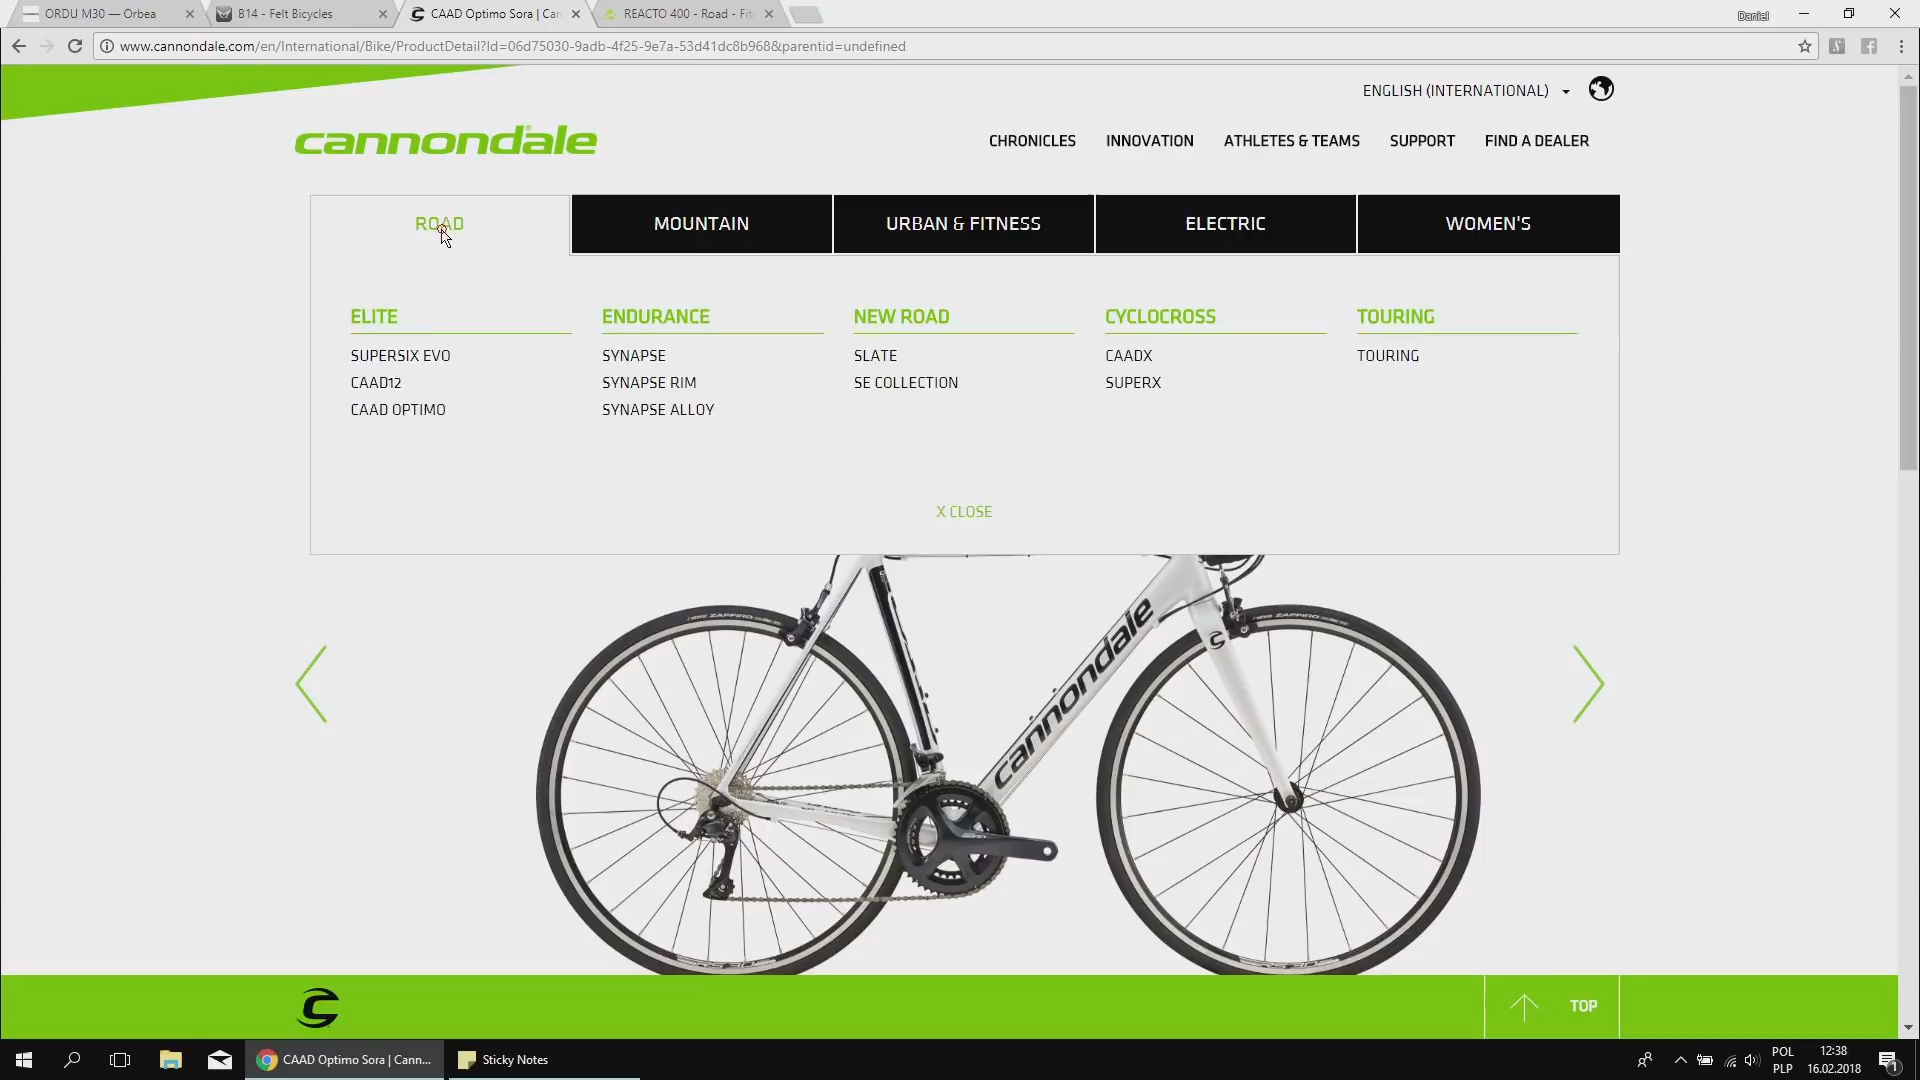 ORDU M30 — Orbea
B14 - Felt Bicycles
CAAD Optimo Sora | Can
REACTO 400 - Road - Fit
Daniel
www.cannondale.com/en/International/Bike/ProductDetail?Id=06d75030-9adb-4f25-9e7a-53d41dc8b968&parentid=undefined
ENGLISH (INTERNATIONAL)
cannondale
CHRONICLES INNOVATION ATHLETES & TEAMS SUPPORT FIND A DEALER
ROAD MOUNTAIN URBAN & FITNESS ELECTRIC WOMEN'S
ELITE ENDURANCE NEW ROAD CYCLOCROSS TOURING
SUPERSIX EVO SYNAPSE SLATE CAADX TOURING
CAAD12 SYNAPSE RIM SE COLLECTION SUPERX
CAAD OPTIMO SYNAPSE ALLOY
X CLOSE
ZAFFIRO
ZAFFIRO
cannondale
TOP
CAAD Optimo Sora | Cann...
Sticky Notes
POL
PLP
12:38
16.02.2018
1